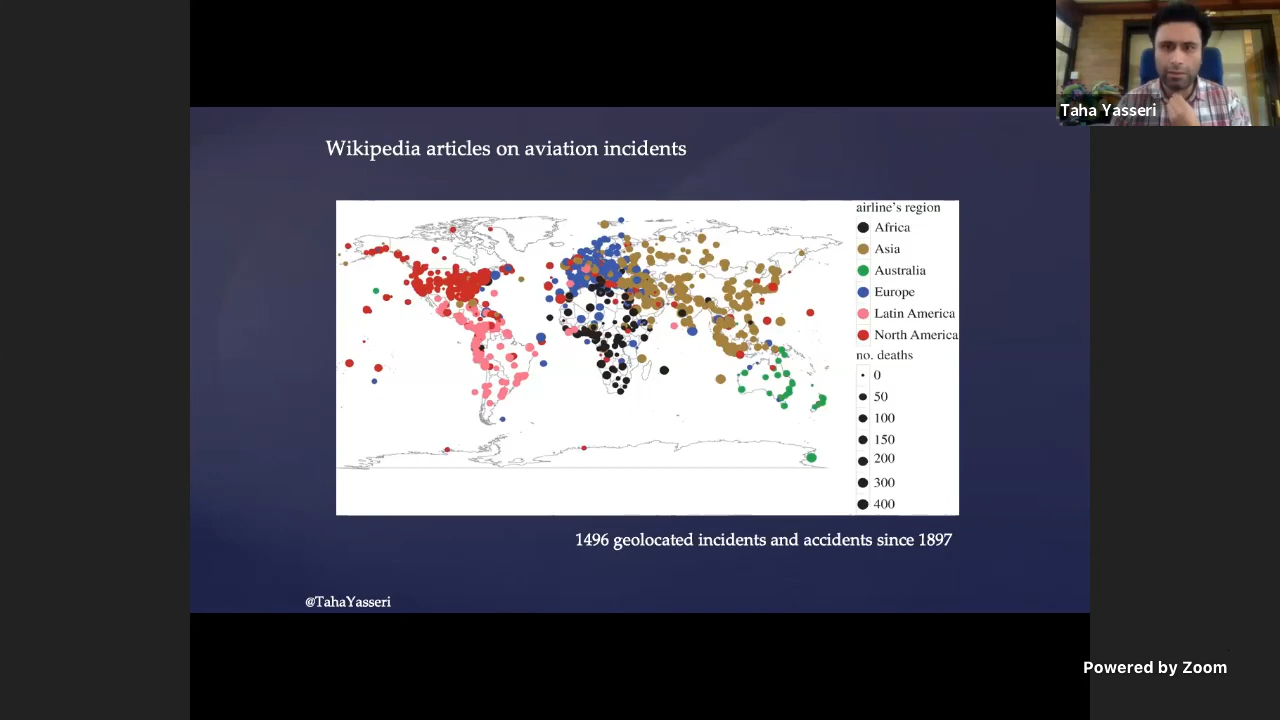 Taha Yasseri
Wikipedia articles on aviation incidents
airline's region
Africa
Asia
Australia
Europe
Latin America
North America
no. deaths
0
50
100
150
200
300
400
1496 geolocated incidents and accidents since 1897
@TahaYasseri
Powered by Zoom